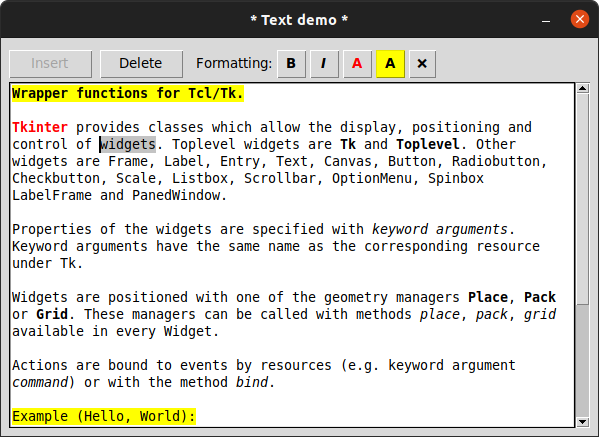 * Text demo *
Insert Delete Formatting: B I A A ×
Wrapper functions for Tcl/Tk.
Tkinter provides classes which allow the display, positioning and
control of widgets. Toplevel widgets are Tk and Toplevel. Other
widgets are Frame, Label, Entry, Text, Canvas, Button, Radiobutton,
Checkbutton, Scale, Listbox, Scrollbar, OptionMenu, Spinbox
LabelFrame and PanedWindow.
Properties of the widgets are specified with keyword arguments.
Keyword arguments have the same name as the corresponding resource
under Tk.
Widgets are positioned with one of the geometry managers Place, Pack
or Grid. These managers can be called with methods place, pack, grid
available in every Widget.
Actions are bound to events by resources (e.g. keyword argument
command) or with the method bind.
Example (Hello, World):